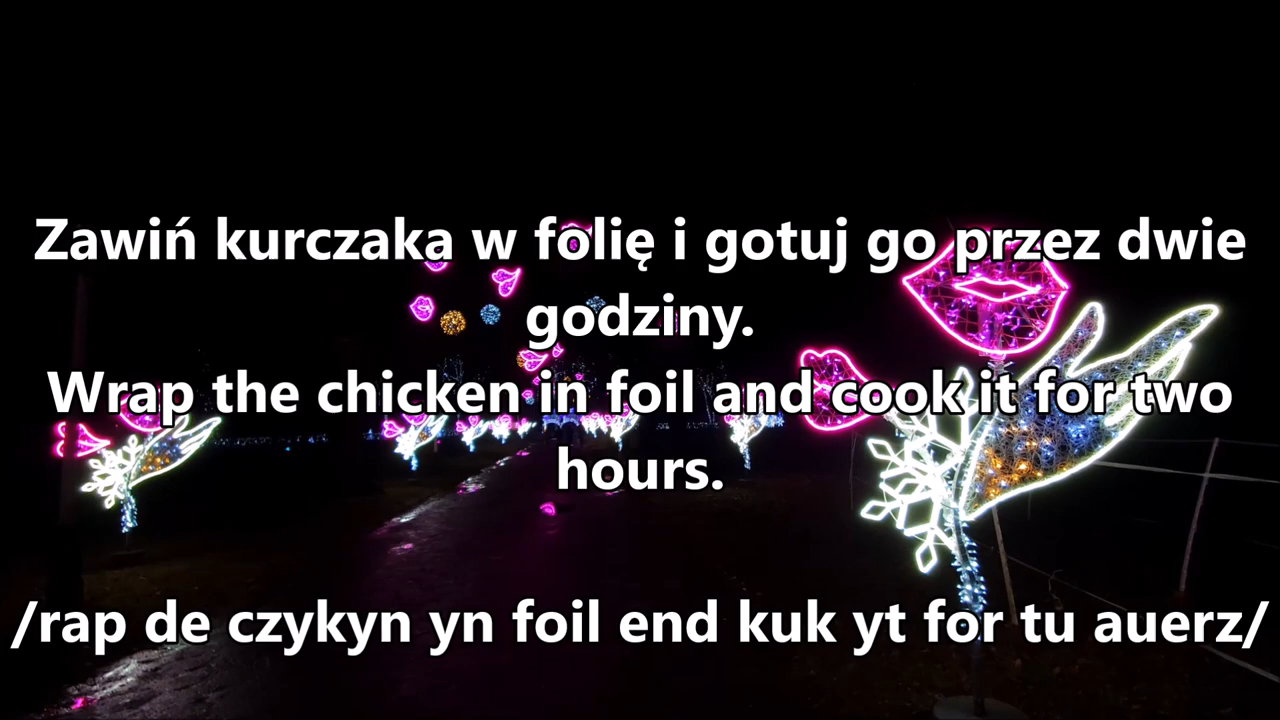 Zawiń kurczaka w folię i gotuj go przez dwie
godziny.
Wrap the chicken in foil and cook it for two
hours.
/rap de czykyn yn foil end kuk yt for tu auerz/